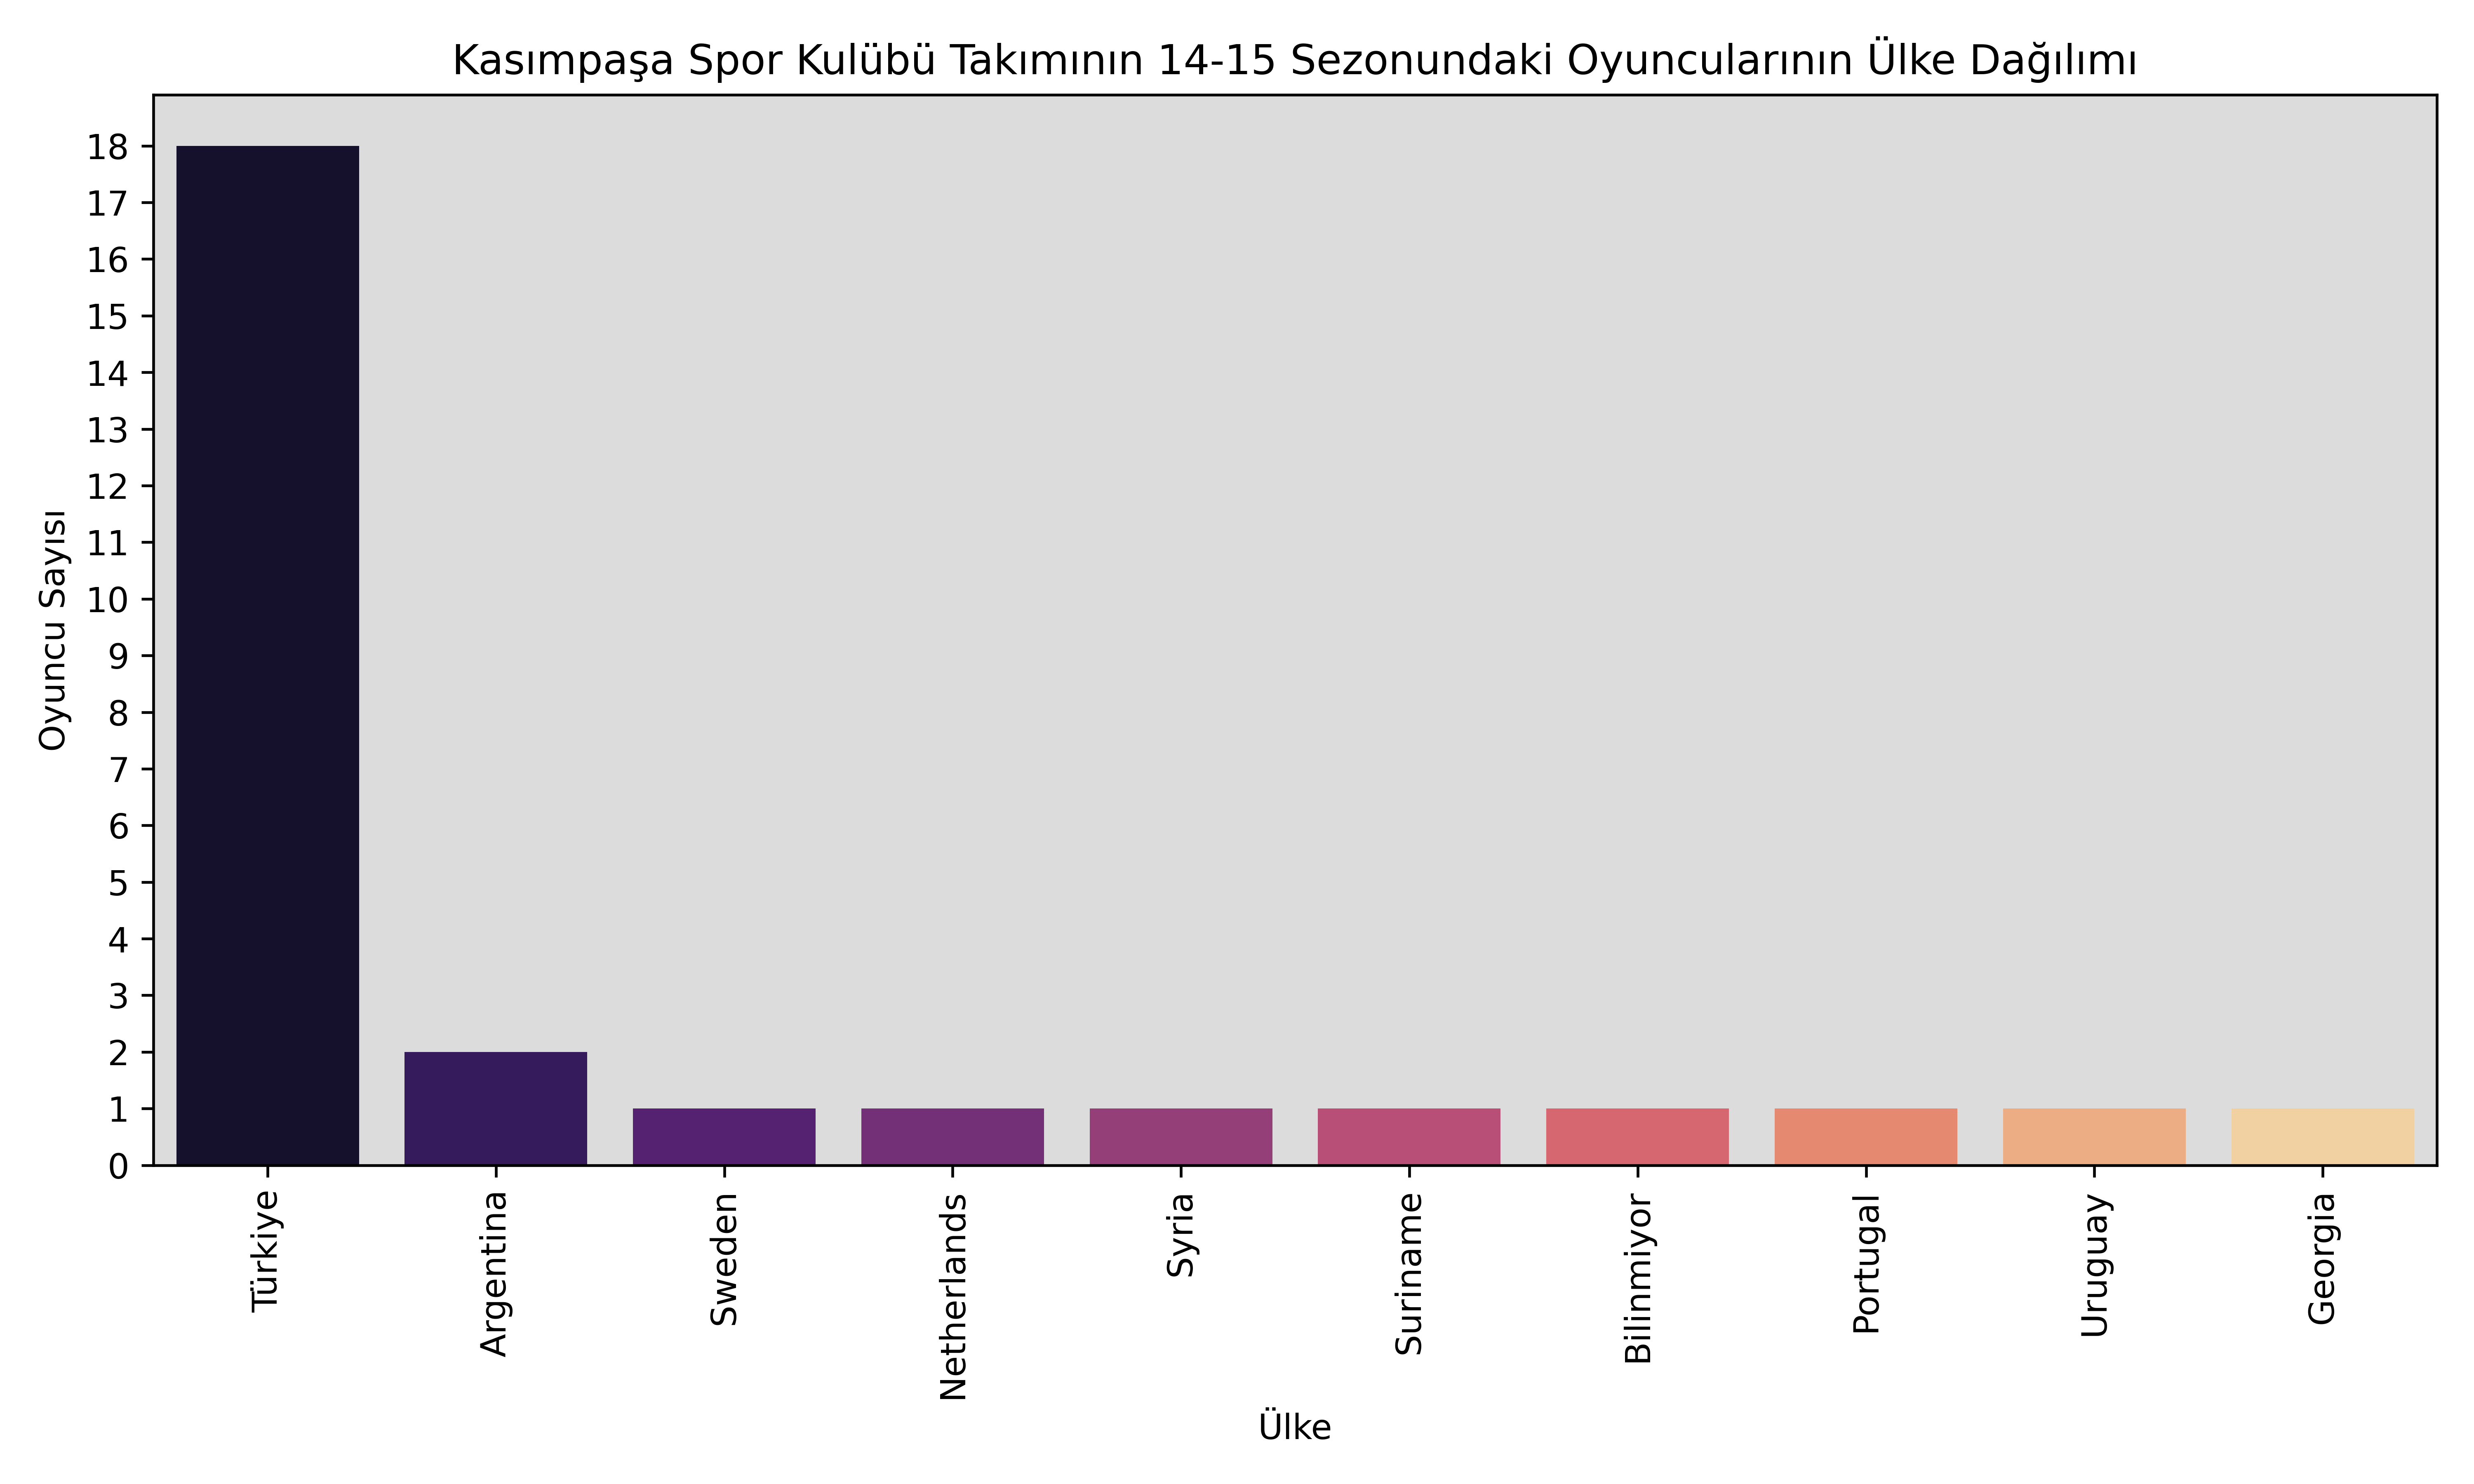 Kasımpaşa Spor Kulübü Takımının 14-15 Sezonundaki Oyuncularının Ülke Dağılımı
Oyuncu Sayısı
18
17
16
15
14
13
12
11
10
9
8
7
6
5
4
3
2
1
0
Türkiye
Argentina
Sweden
Netherlands
Syria
Suriname
Bilinmiyor
Portugal
Uruguay
Georgia
Ülke